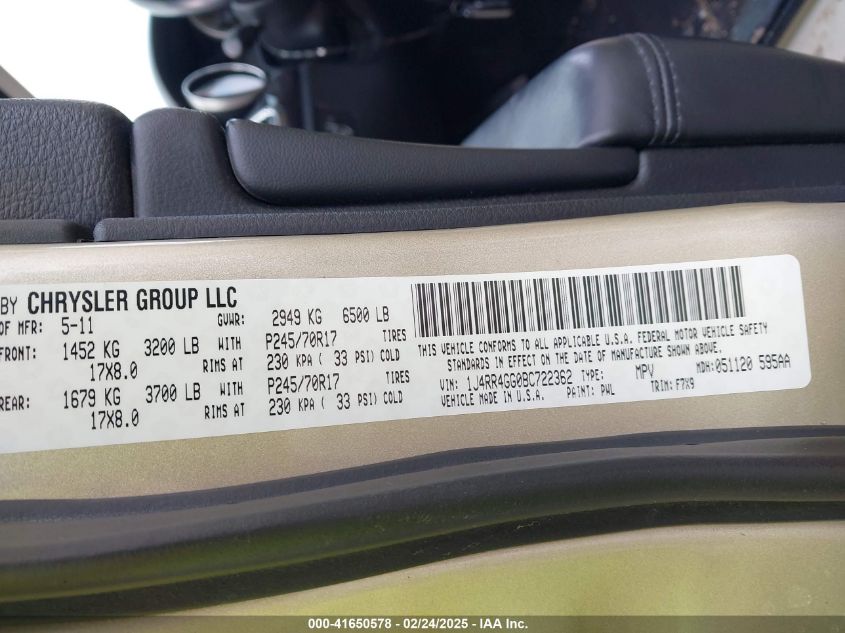 BY CHRYSLER GROUP LLC
OF MFR: 5-11 GVWR: 2949 KG 6500 LB
FRONT: 1452 KG 3200 LB WITH P245/70R17 TIRES
17X8.0 RIMS AT 230 KPA ( 33 PSI) COLD
REAR: 1679 KG 3700 LB WITH P245/70R17 TIRES
17X8.0 RIMS AT 230 KPA ( 33 PSI) COLD
THIS VEHICLE CONFORMS TO ALL APPLICABLE U.S.A. FEDERAL MOTOR VEHICLE SAFETY
STANDARDS IN EFFECT ON THE DATE OF MANUFACTURE SHOWN ABOVE.
VIN: 1J4RR4GG0BC722362 TYPE: MPV MDH: 051120 595AA
VEHICLE MADE IN U.S.A. PAINT: PWL TRIM: F7X9
000-41650578 - 02/24/2025 - IAA Inc.